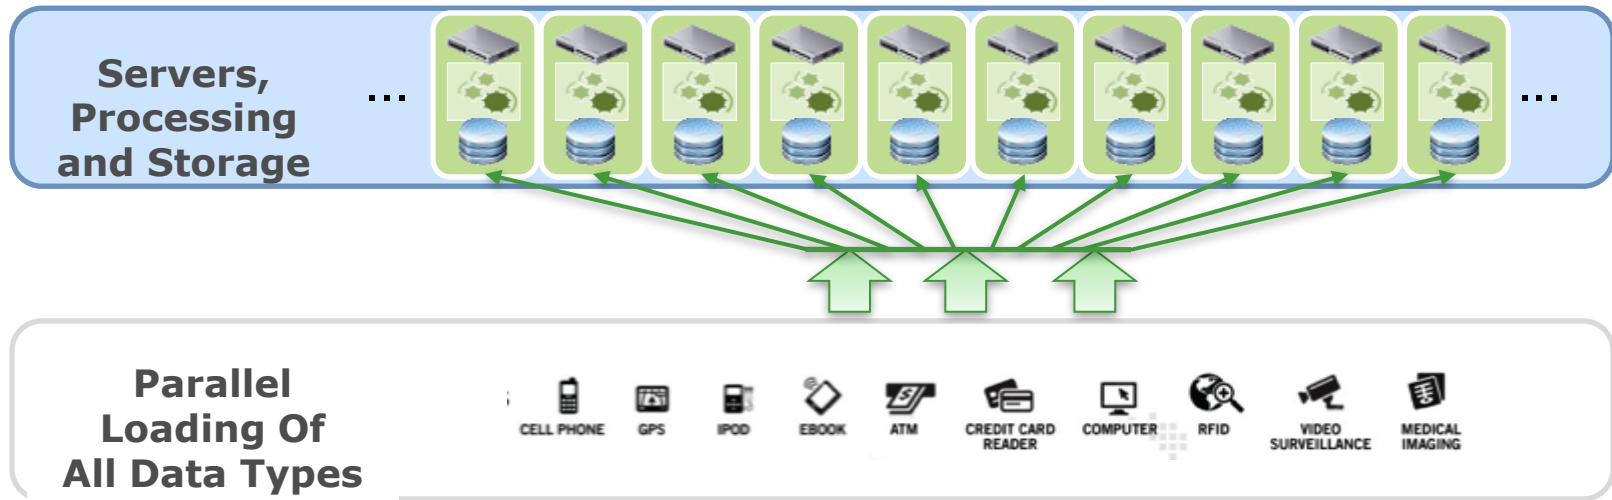 Servers,
Processing
and Storage
...
...
Parallel
Loading Of
All Data Types
CELL PHONE
GPS
IPOD
EBOOK
ATM
CREDIT CARD
READER
COMPUTER
RFID
VIDEO
SURVEILLANCE
MEDICAL
IMAGING